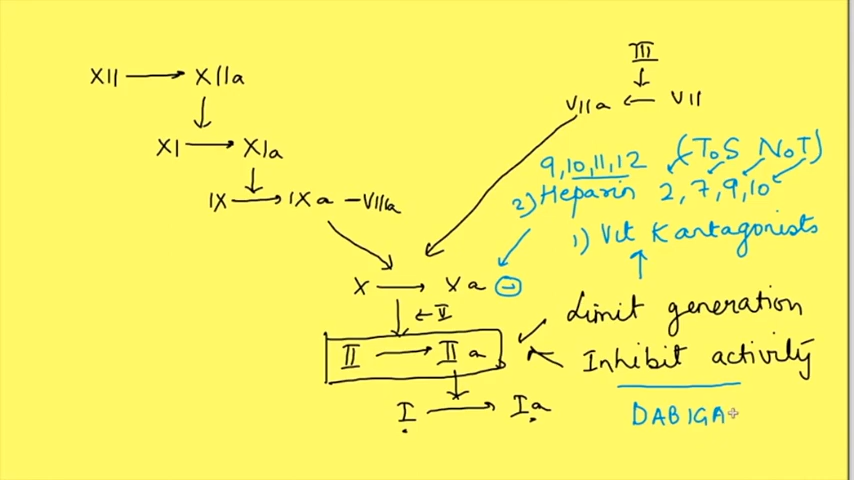 III
XII → XIIa
VIIa ← VII
XI → XIa
9,10,11,12 (ToS NoT)
2) Heparin 2,7,9,10
IX → IXa – VIIIa
1) Vit K antagonists
X → Xa ⊖
← V
Limit generation
II → IIa
Inhibit activity
I → Ia
DABIGA